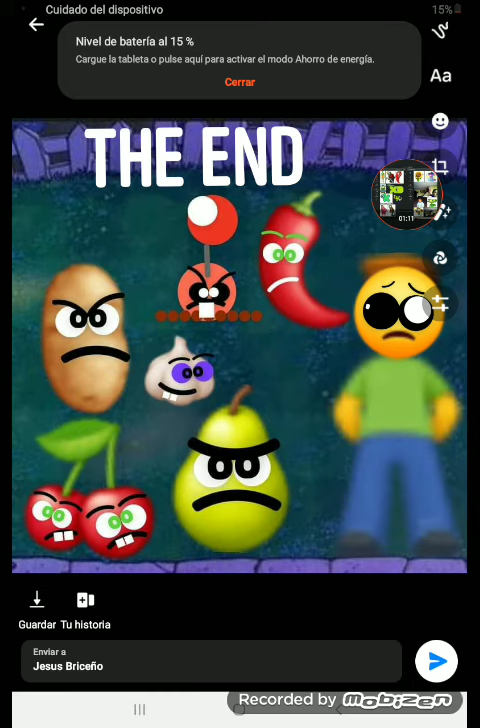 Cuidado del dispositivo
15%
Nivel de batería al 15 %
Cargue la tableta o pulse aquí para activar el modo Ahorro de energía.
Cerrar
Aa
THE END
01:11
Guardar Tu historia
Enviar a
Jesus Briceño
Recorded by mobizen